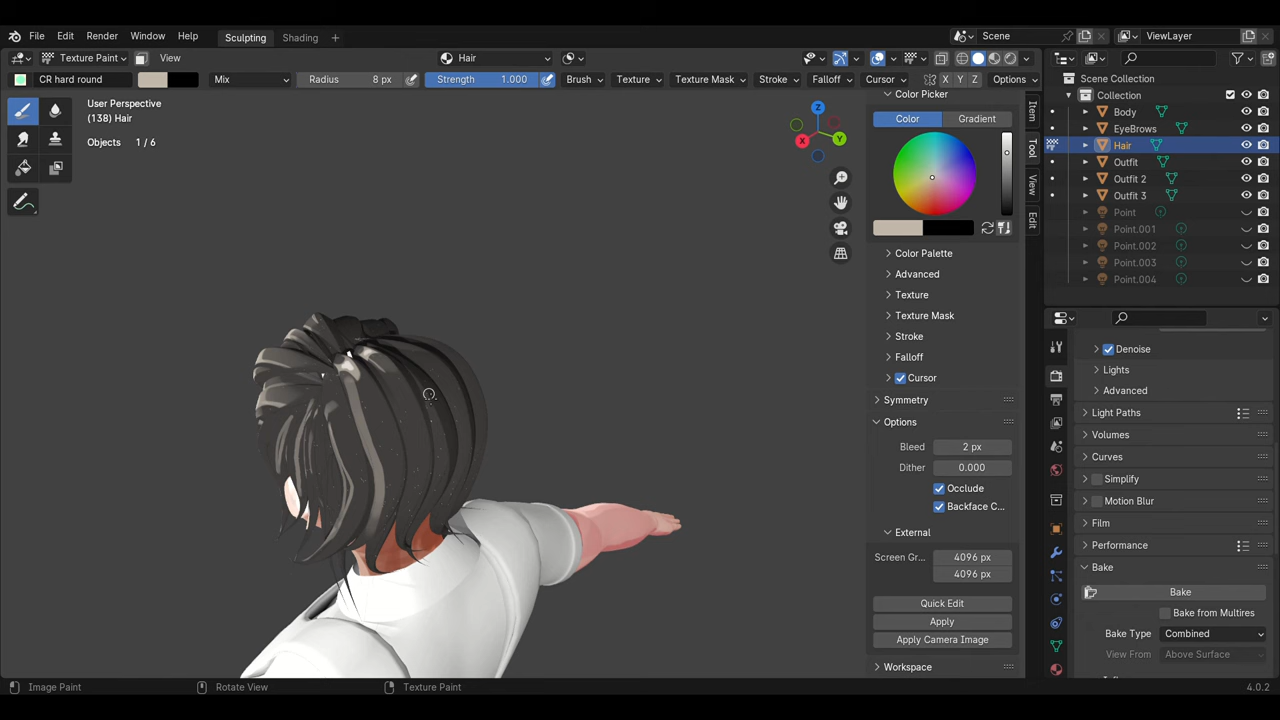 File Edit Render Window Help Sculpting Shading + Scene ViewLayer
Texture Paint View Hair
CR hard round Mix Radius 8 px Strength 1.000 Brush Texture Texture Mask Stroke Falloff Cursor X Y Z Options
User Perspective
(138) Hair
Objects 1 / 6
Z
Y
X
Color Picker
Color Gradient
Color Palette
Advanced
Texture
Texture Mask
Stroke
Falloff
Cursor
Symmetry
Options
Bleed 2 px
Dither 0.000
Occlude
Backface C...
External
Screen Gr... 4096 px
4096 px
Quick Edit
Apply
Apply Camera Image
Workspace
Item
Tool
View
Edit
Scene Collection
Collection
Body
EyeBrows
Hair
Outfit
Outfit 2
Outfit 3
Point
Point.001
Point.002
Point.003
Point.004
Denoise
Lights
Advanced
Light Paths
Volumes
Curves
Simplify
Motion Blur
Film
Performance
Bake
Bake
Bake from Multires
Bake Type Combined
View From Above Surface
Image Paint Rotate View Texture Paint 4.0.2